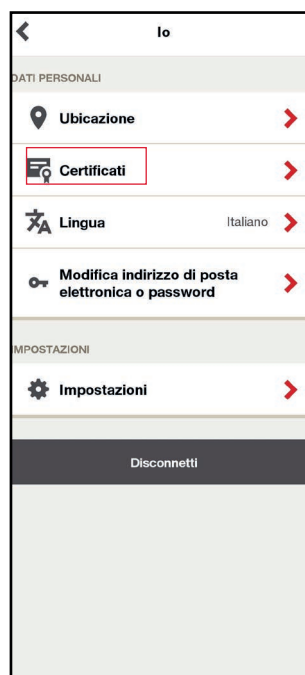 Io
DATI PERSONALI
Ubicazione
Certificati
Lingua Italiano
Modifica indirizzo di posta
elettronica o password
IMPOSTAZIONI
Impostazioni
Disconnetti